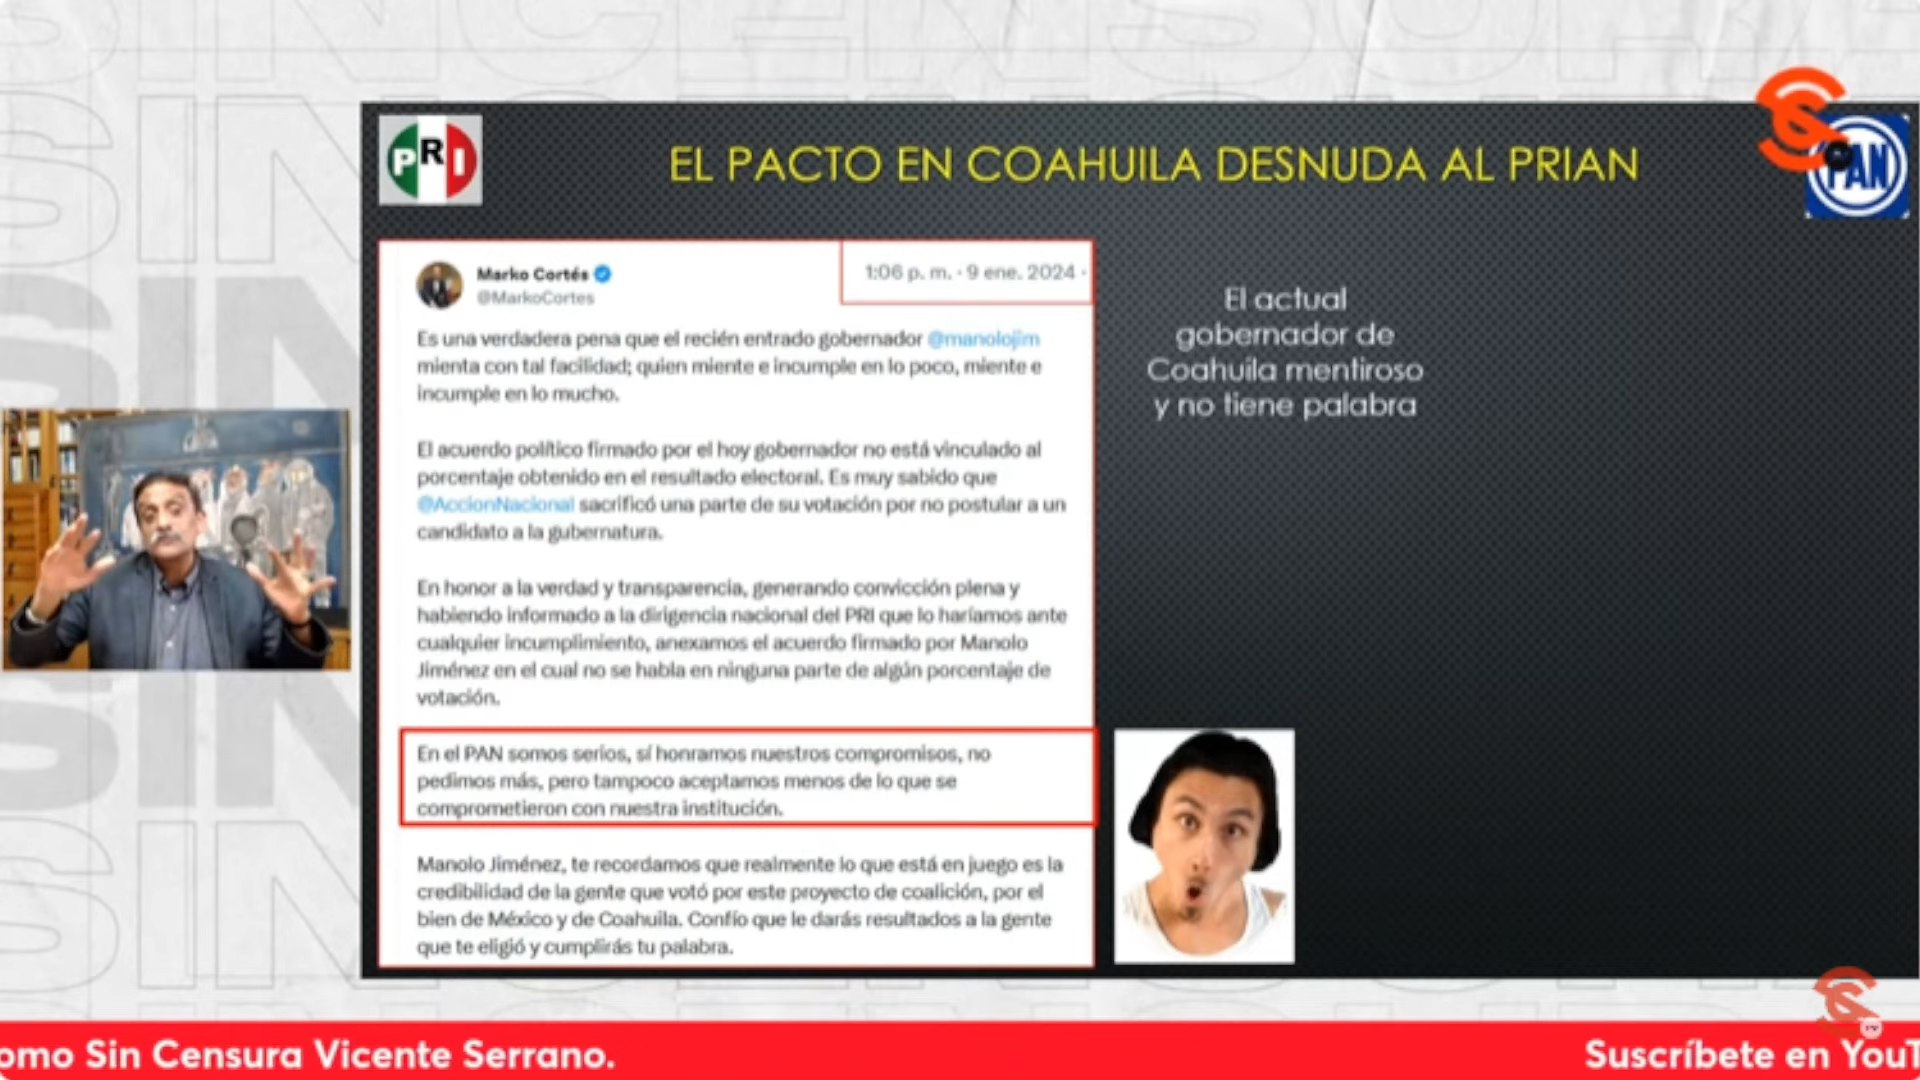 SINCENSURA
SIN
SIN
SIN
SIN
PRI
EL PACTO EN COAHUILA DESNUDA AL PRIAN
PAN
Marko Cortés
@MarkoCortes
1:06 p. m. · 9 ene. 2024 ·
Es una verdadera pena que el recién entrado gobernador @manolojim
mienta con tal facilidad; quien miente e incumple en lo poco, miente e
incumple en lo mucho.
El acuerdo político firmado por el hoy gobernador no está vinculado al
porcentaje obtenido en el resultado electoral. Es muy sabido que
@AccionNacional sacrificó una parte de su votación por no postular a un
candidato a la gubernatura.
En honor a la verdad y transparencia, generando convicción plena y
habiendo informado a la dirigencia nacional del PRI que lo haríamos ante
cualquier incumplimiento, anexamos el acuerdo firmado por Manolo
Jiménez en el cual no se habla en ninguna parte de algún porcentaje de
votación.
En el PAN somos serios, sí honramos nuestros compromisos, no
pedimos más, pero tampoco aceptamos menos de lo que se
comprometieron con nuestra institución.
Manolo Jiménez, te recordamos que realmente lo que está en juego es la
credibilidad de la gente que votó por este proyecto de coalición, por el
bien de México y de Coahuila. Confío que le darás resultados a la gente
que te eligió y cumplirás tu palabra.
El actual
gobernador de
Coahuila mentiroso
y no tiene palabra
omo Sin Censura Vicente Serrano.
Suscríbete en YouT